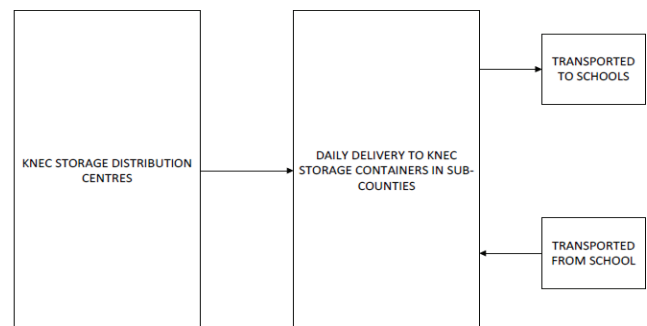 KNEC STORAGE DISTRIBUTION
CENTRES
DAILY DELIVERY TO KNEC
STORAGE CONTAINERS IN SUB-
COUNTIES
TRANSPORTED
TO SCHOOLS
TRANSPORTED
FROM SCHOOL